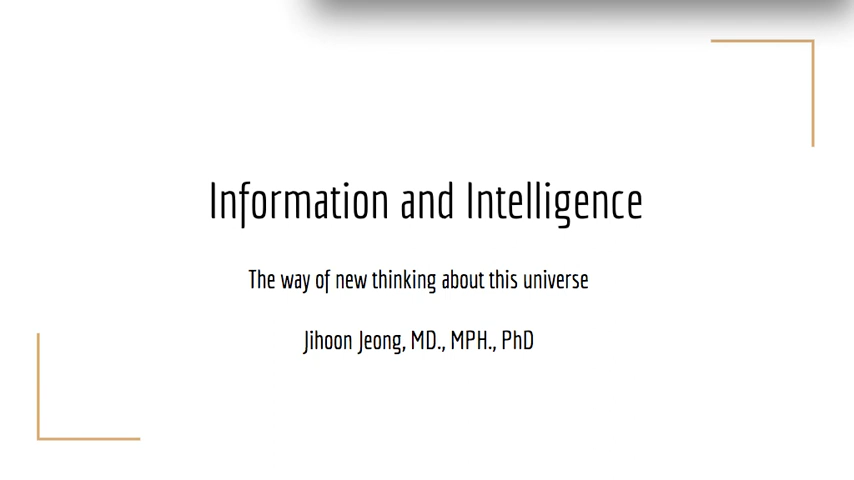 Information and Intelligence
The way of new thinking about this universe
Jihoon Jeong, MD., MPH., PhD